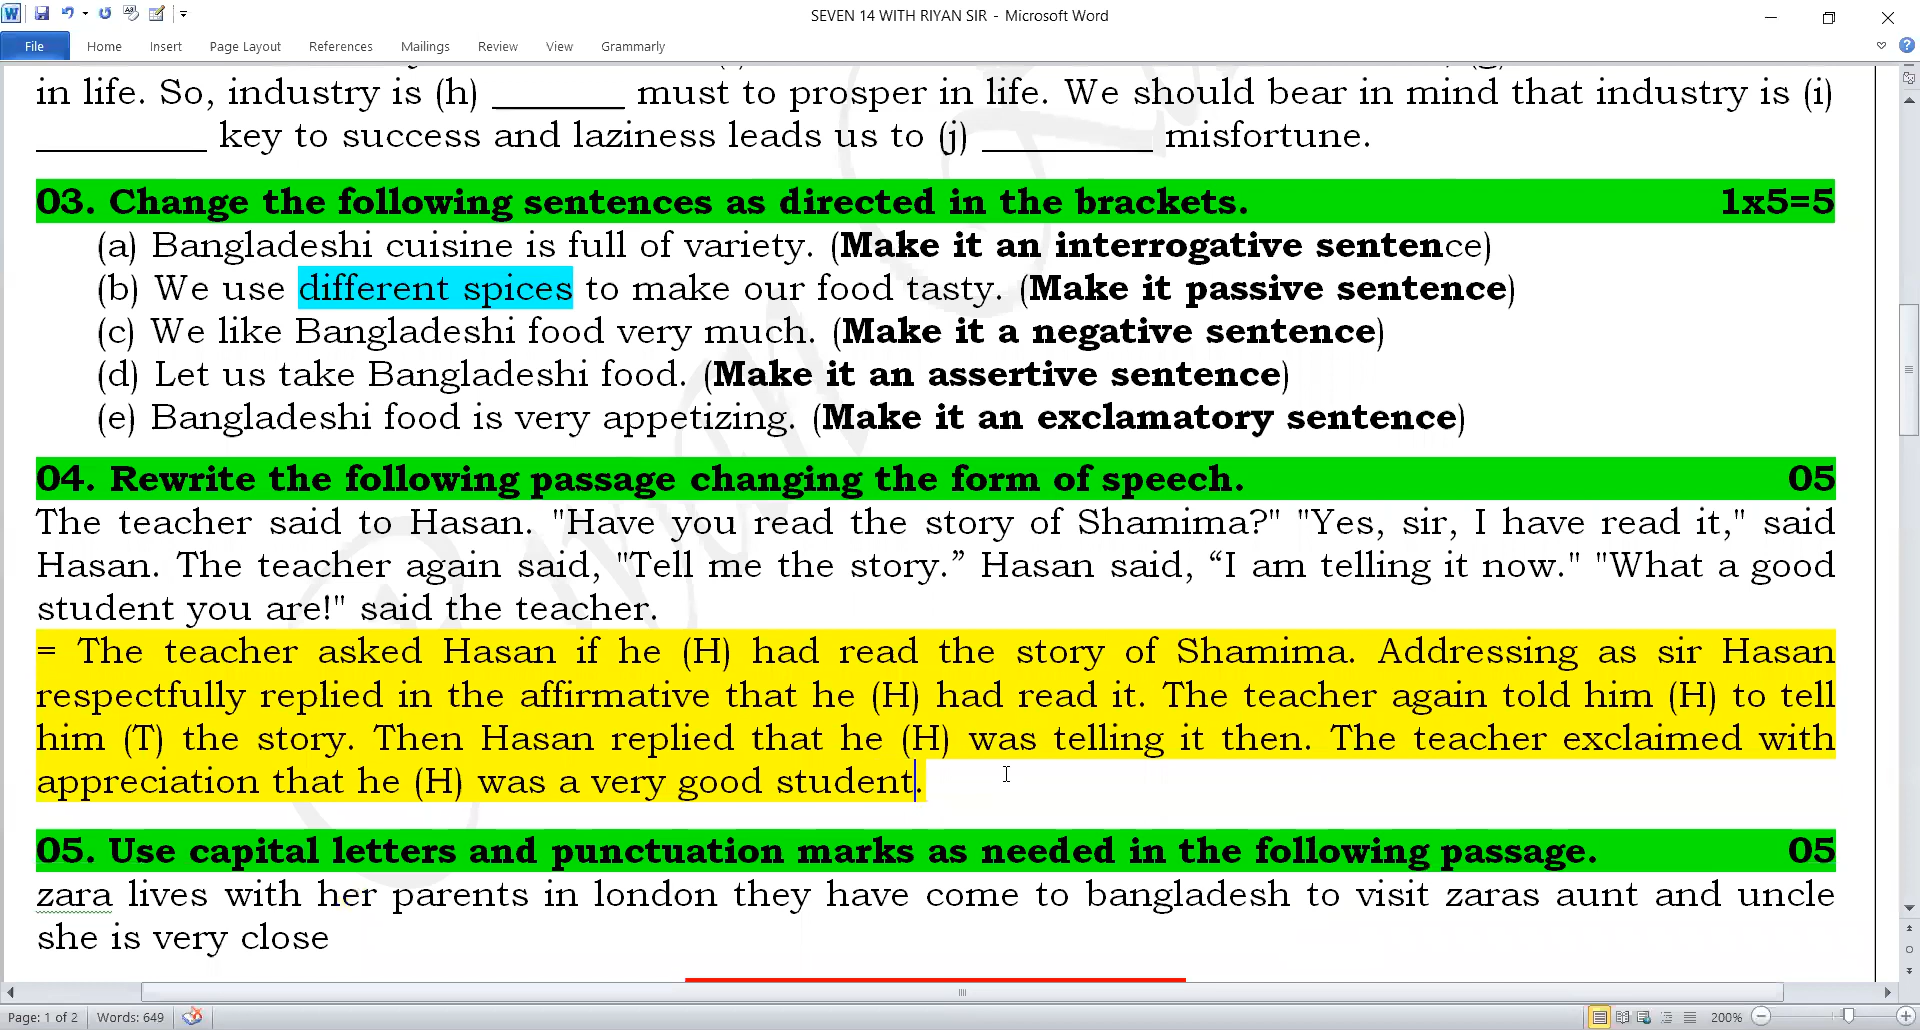 SEVEN 14 WITH RIYAN SIR - Microsoft Word
File Home Insert Page Layout References Mailings Review View Grammarly
in life. So, industry is (h) _______ must to prosper in life. We should bear in mind that industry is (i)
_________ key to success and laziness leads us to (j) _________ misfortune.
03. Change the following sentences as directed in the brackets. 1x5=5
(a) Bangladeshi cuisine is full of variety. (Make it an interrogative sentence)
(b) We use different spices to make our food tasty. (Make it passive sentence)
(c) We like Bangladeshi food very much. (Make it a negative sentence)
(d) Let us take Bangladeshi food. (Make it an assertive sentence)
(e) Bangladeshi food is very appetizing. (Make it an exclamatory sentence)
04. Rewrite the following passage changing the form of speech. 05
The teacher said to Hasan. "Have you read the story of Shamima?" "Yes, sir, I have read it," said
Hasan. The teacher again said, "Tell me the story.” Hasan said, “I am telling it now." "What a good
student you are!" said the teacher.
= The teacher asked Hasan if he (H) had read the story of Shamima. Addressing as sir Hasan
respectfully replied in the affirmative that he (H) had read it. The teacher again told him (H) to tell
him (T) the story. Then Hasan replied that he (H) was telling it then. The teacher exclaimed with
appreciation that he (H) was a very good student.
05. Use capital letters and punctuation marks as needed in the following passage. 05
zara lives with her parents in london they have come to bangladesh to visit zaras aunt and uncle
she is very close
Page: 1 of 2 Words: 649 200%